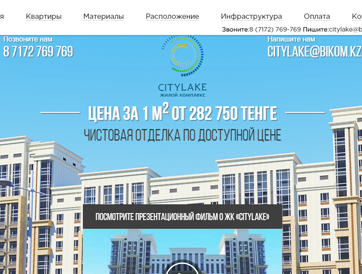 я Квартиры Материалы Расположение Инфраструктура Оплата Ко
Звоните:8 (7172) 769-769 Пишите:citylake@b
Позвоните нам Напишите нам
8 7172 769 769 CITYLAKE@BIKOM.KZ
CITYLAKE
ЖИЛОЙ КОМПЛЕКС
ЦЕНА ЗА 1 М² ОТ 282 750 ТЕНГЕ
ЧИСТОВАЯ ОТДЕЛКА ПО ДОСТУПНОЙ ЦЕНЕ
ПОСМОТРИТЕ ПРЕЗЕНТАЦИОННЫЙ ФИЛЬМ О ЖК «CITYLAKE»